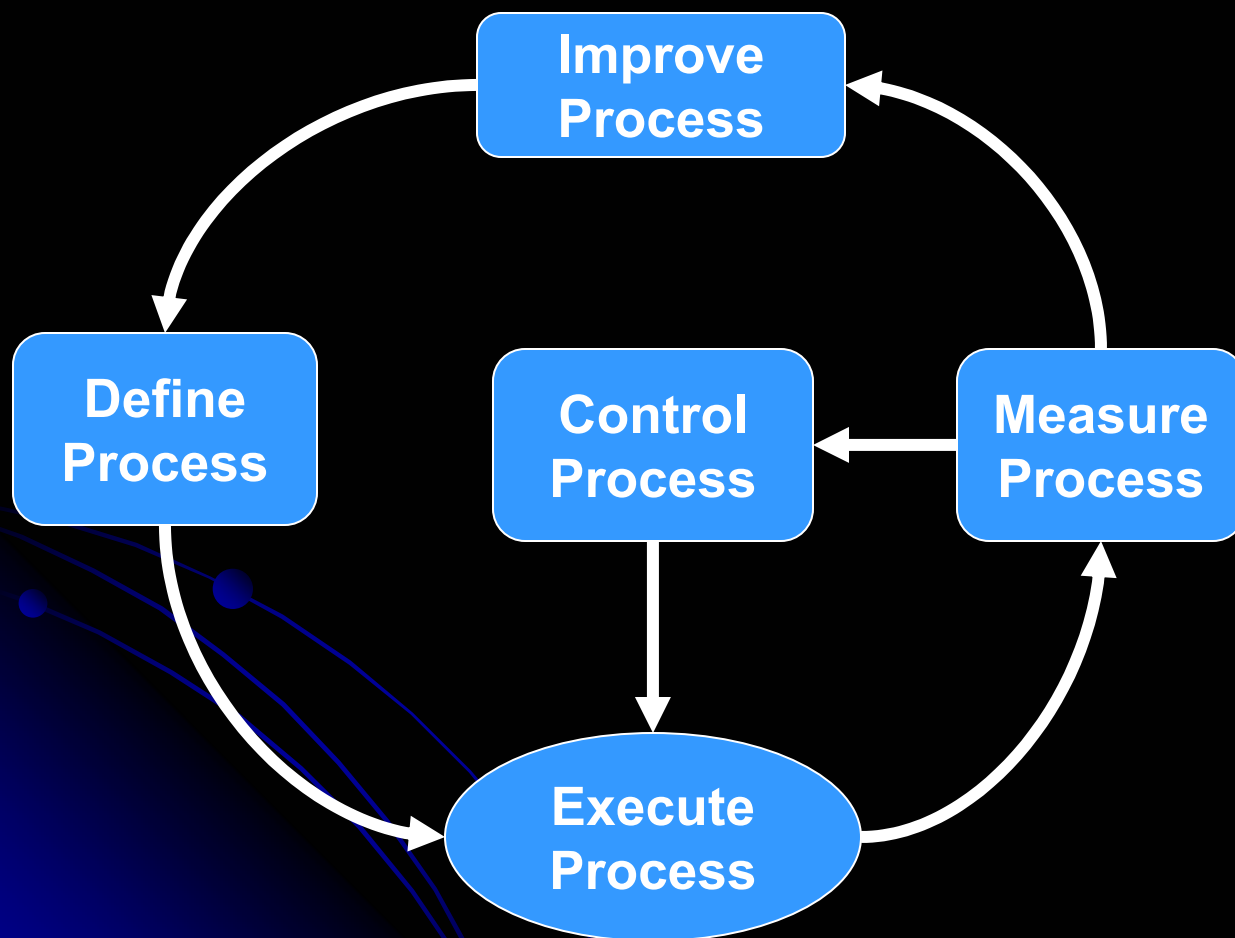 Improve
Process
Define
Process
Control
Process
Measure
Process
Execute
Process